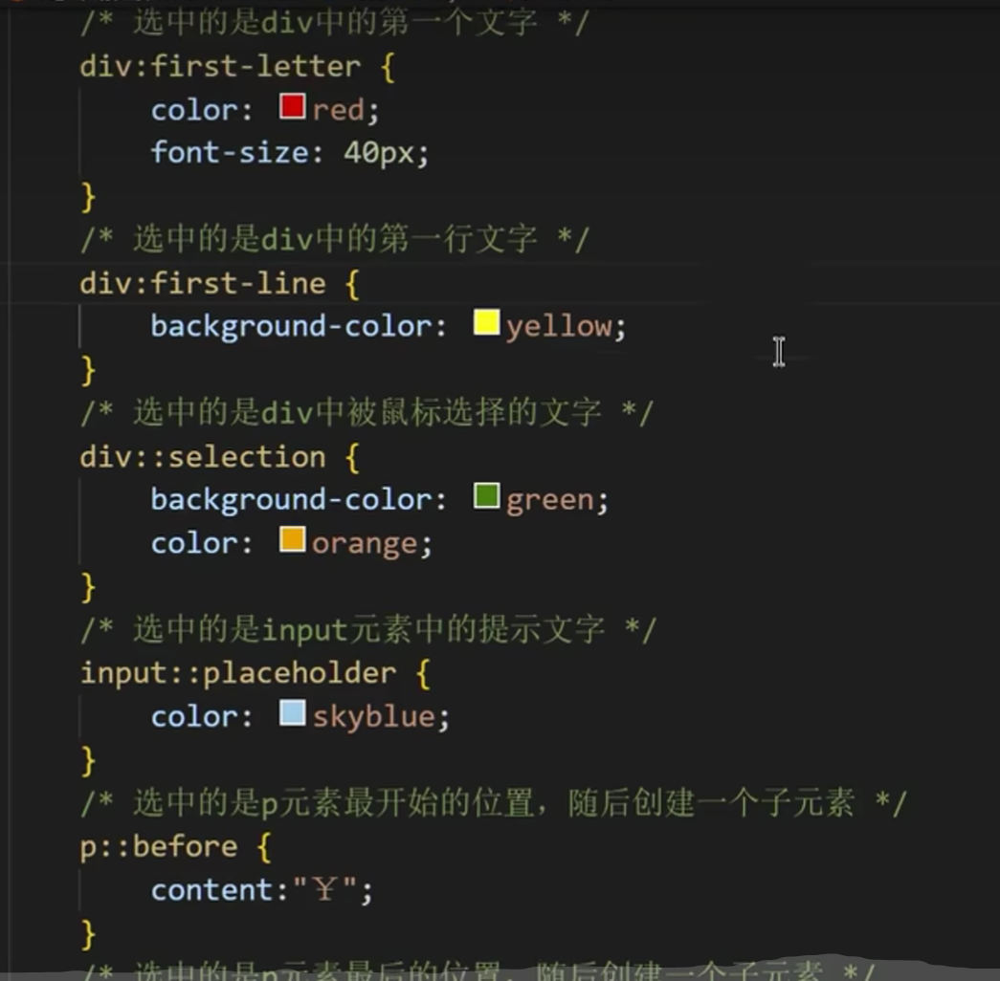 /* 选中的是div中的第一个文字 */
div:first-letter {
color: red;
font-size: 40px;
}
/* 选中的是div中的第一行文字 */
div:first-line {
background-color: yellow;
}
/* 选中的是div中被鼠标选择的文字 */
div::selection {
background-color: green;
color: orange;
}
/* 选中的是input元素中的提示文字 */
input::placeholder {
color: skyblue;
}
/* 选中的是p元素最开始的位置，随后创建一个子元素 */
p::before {
content:"￥";
}
/* 选中的是p元素最后的位置，随后创建一个子元素 */